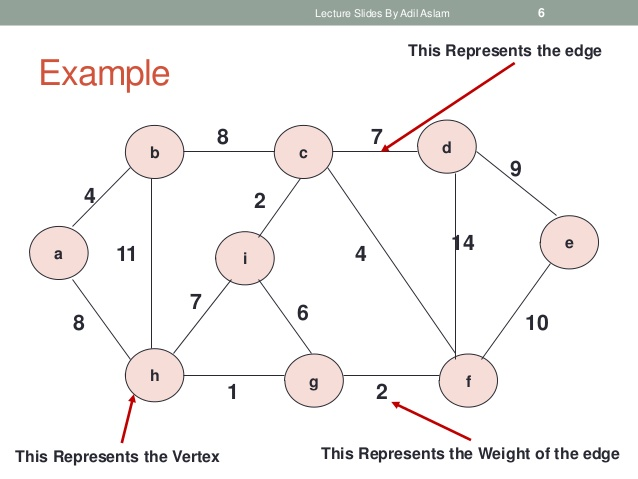 Lecture Slides By Adil Aslam 6
This Represents the edge
Example
8 7
b c d
9
4 2
a 11 i 4 14 e
7 6
8 10
h g f
1 2
This Represents the Vertex
This Represents the Weight of the edge